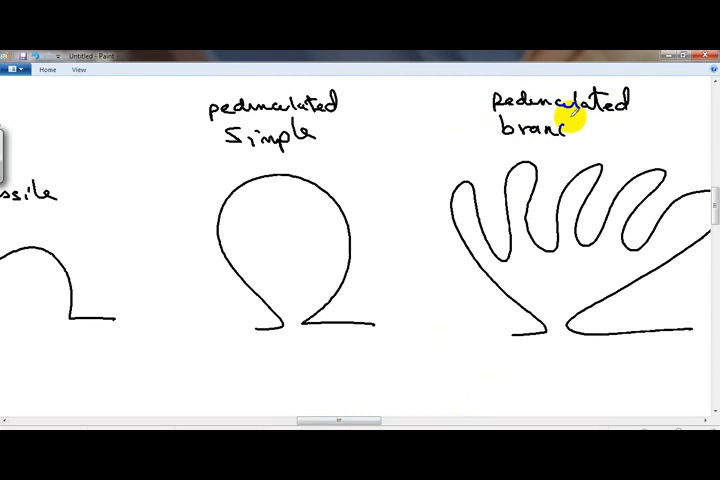 Untitled - Paint
Home View
pedunculated
Simple
pedunculated
branc
ssile